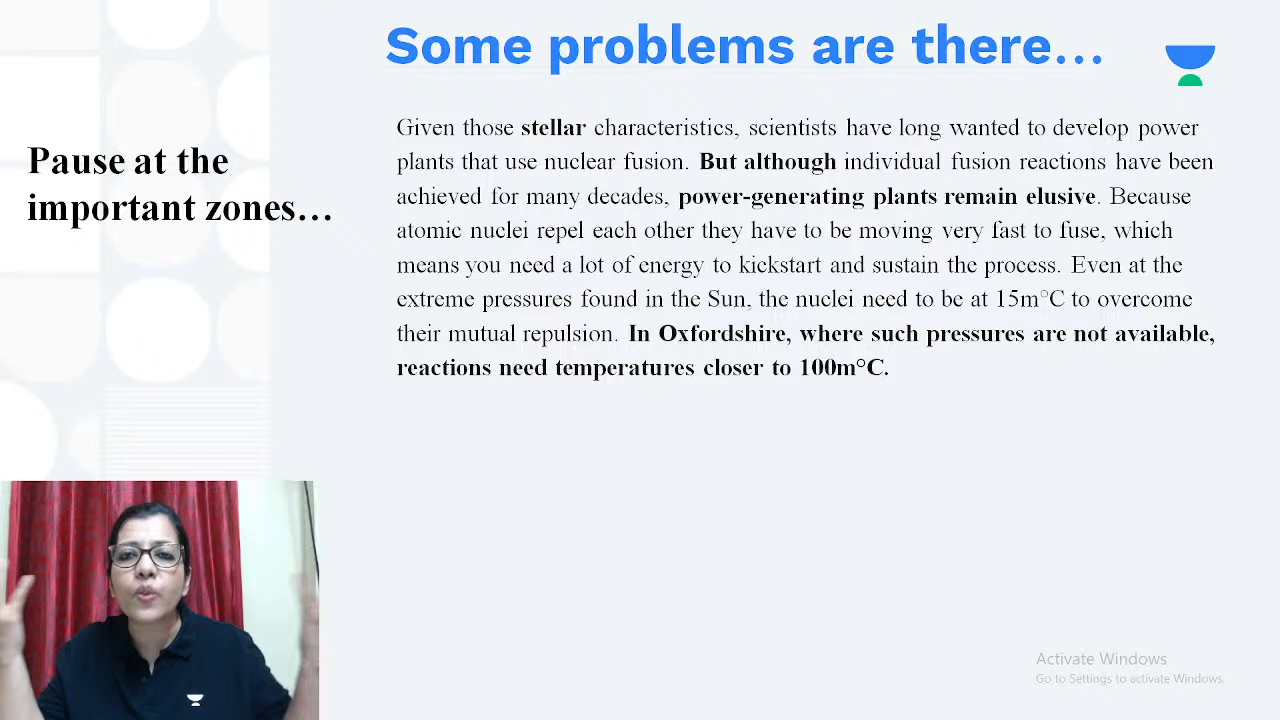 Some problems are there...
Pause at the
important zones...
Given those stellar characteristics, scientists have long wanted to develop power
plants that use nuclear fusion. But although individual fusion reactions have been
achieved for many decades, power-generating plants remain elusive. Because
atomic nuclei repel each other they have to be moving very fast to fuse, which
means you need a lot of energy to kickstart and sustain the process. Even at the
extreme pressures found in the Sun, the nuclei need to be at 15m°C to overcome
their mutual repulsion. In Oxfordshire, where such pressures are not available,
reactions need temperatures closer to 100m°C.
Activate Windows
Go to Settings to activate Windows.